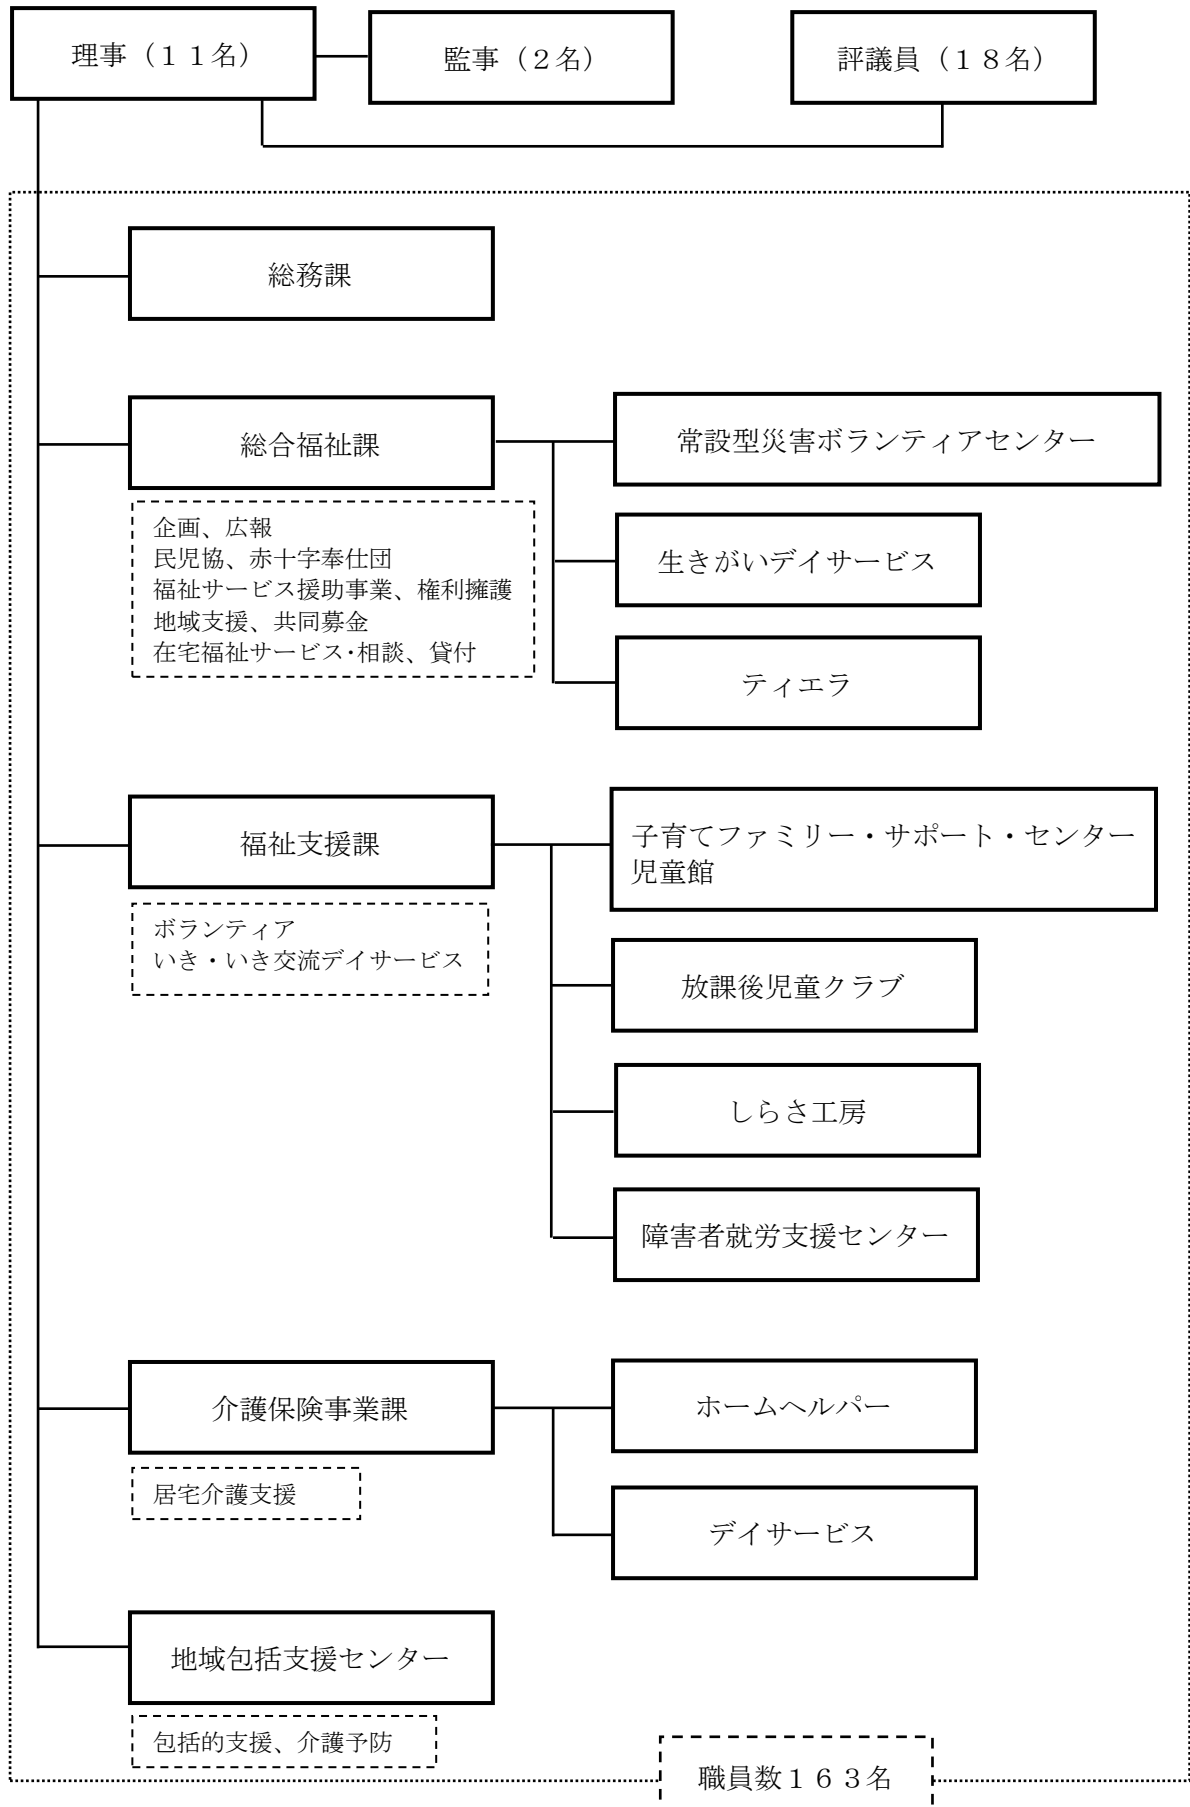 理事（１１名）
監事（２名）
評議員（１８名）
総務課
総合福祉課
企画、広報
民児協、赤十字奉仕団
福祉サービス援助事業、権利擁護
地域支援、共同募金
在宅福祉サービス･相談、貸付
常設型災害ボランティアセンター
生きがいデイサービス
ティエラ
福祉支援課
ボランティア
いき・いき交流デイサービス
子育てファミリー・サポート・センター
児童館
放課後児童クラブ
しらさ工房
障害者就労支援センター
介護保険事業課
居宅介護支援
ホームヘルパー
デイサービス
地域包括支援センター
包括的支援、介護予防
職員数１６３名